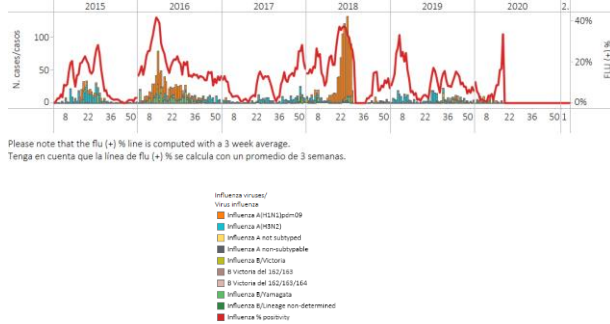 2015 2016 2017 2018 2019 2020 2.
N. cases/casos
100
50
0
40%
20%
0%
FLU (+) %
8 22 36 50 8 22 36 50 8 22 36 50 8 22 36 50 8 22 36 50 8 22 36 50 1
Please note that the flu (+) % line is computed with a 3 week average.
Tenga en cuenta que la línea de flu (+) % se calcula con un promedio de 3 semanas.
Influenza viruses/
Virus influenza
Influenza A(H1N1)pdm09
Influenza A(H3N2)
Influenza A not subtyped
Influenza A non-subtypable
Influenza B/Victoria
B Victoria del 162/163
B Victoria del 162/163/164
Influenza B/Yamagata
Influenza B/Lineage non-determined
Influenza % positivity